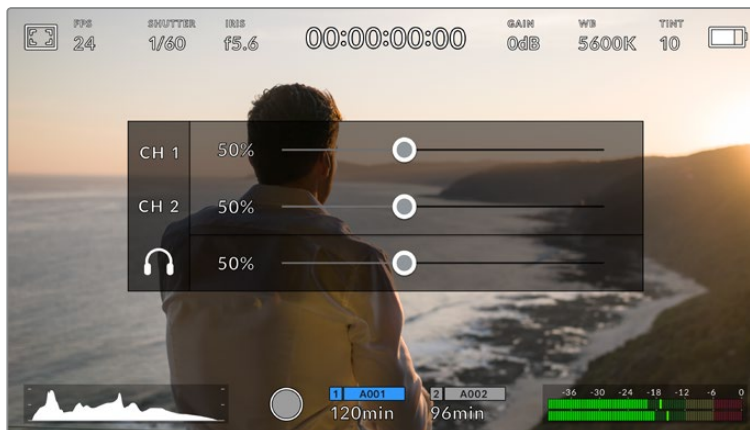 FPS SHUTTER IRIS GAIN WB TINT
24 1/60 f5.6 00:00:00:00 0dB 5600K 10
CH 1 50%
CH 2 50%
50%
1 A001 2 A002
120min 96min
-36 -30 -24 -18 -12 -6 0